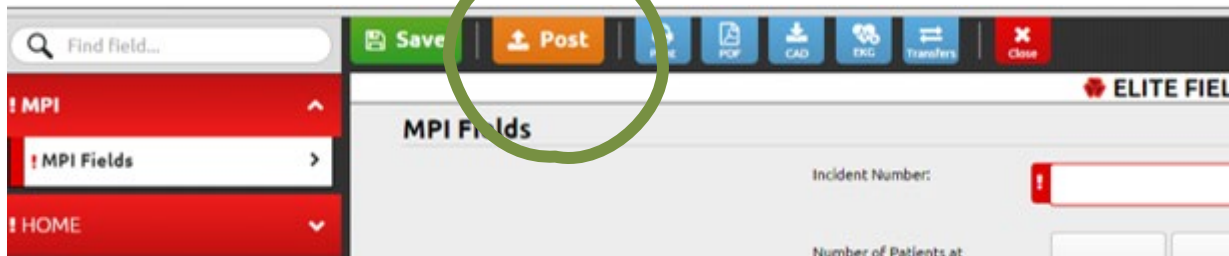 Find field...
Save
Post
PDF
CAD
EKG
Transfers
Close
! MPI
ELITE FIEL
MPI Fields
! MPI Fields
Incident Number:
!
! HOME
Number of Patients at